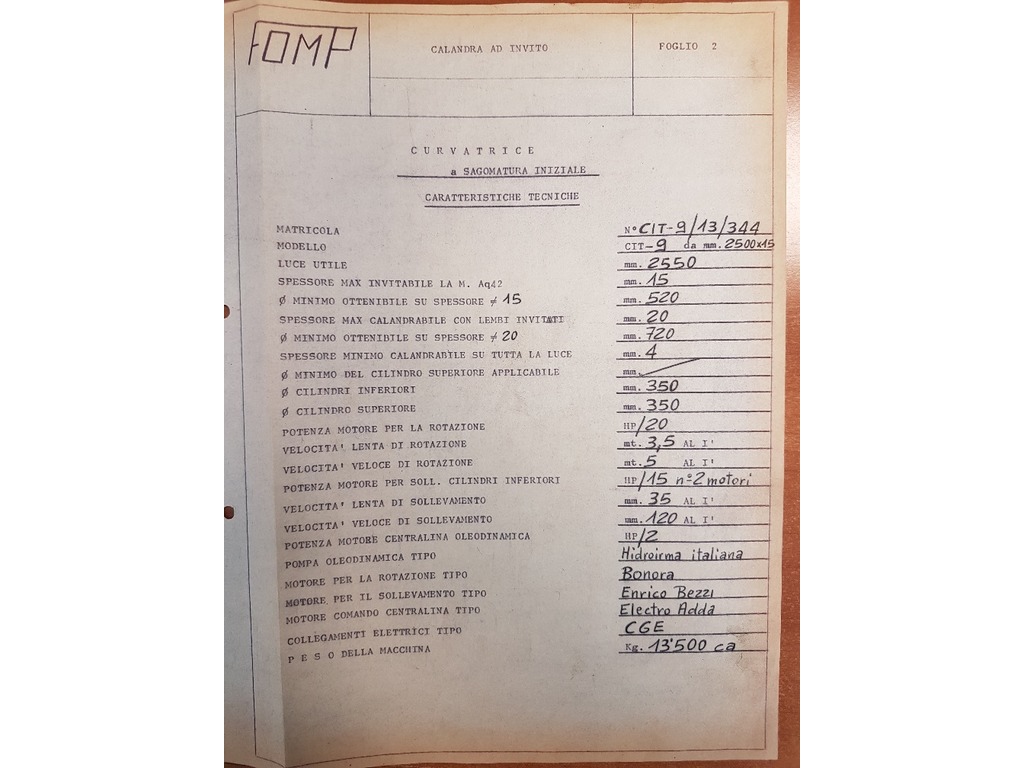 FOMP
CALANDRA AD INVITO
FOGLIO 2
CURVATRICE
a SAGOMATURA INIZIALE
CARATTERISTICHE TECNICHE
MATRICOLA N° CIT-9/13/344
MODELLO CIT-9 da mm. 2500x15
LUCE UTILE mm. 2550
SPESSORE MAX INVITABILE LA M. Aq42 mm. 15
Ø MINIMO OTTENIBILE SU SPESSORE ≠ 15 mm. 520
SPESSORE MAX CALANDRABILE CON LEMBI INVITATI mm. 20
Ø MINIMO OTTENIBILE SU SPESSORE ≠ 20 mm. 720
SPESSORE MINIMO CALANDRABILE SU TUTTA LA LUCE mm. 4
Ø MINIMO DEL CILINDRO SUPERIORE APPLICABILE mm.
Ø CILINDRI INFERIORI mm. 350
Ø CILINDRO SUPERIORE mm. 350
POTENZA MOTORE PER LA ROTAZIONE HP/20
VELOCITA' LENTA DI ROTAZIONE mt. 3,5 AL I'
VELOCITA' VELOCE DI ROTAZIONE mt. 5 AL I'
POTENZA MOTORE PER SOLL. CILINDRI INFERIORI HP/15 n°2 motori
VELOCITA' LENTA DI SOLLEVAMENTO mm. 35 AL I'
VELOCITA' VELOCE DI SOLLEVAMENTO mm. 120 AL I'
POTENZA MOTORE CENTRALINA OLEODINAMICA HP/2
POMPA OLEODINAMICA TIPO Hidroirma italiana
MOTORE PER LA ROTAZIONE TIPO Bonora
MOTORE PER IL SOLLEVAMENTO TIPO Enrico Bezzi
MOTORE COMANDO CENTRALINA TIPO Electro Adda
COLLEGAMENTI ELETTRICI TIPO CGE
PESO DELLA MACCHINA Kg. 13'500 ca